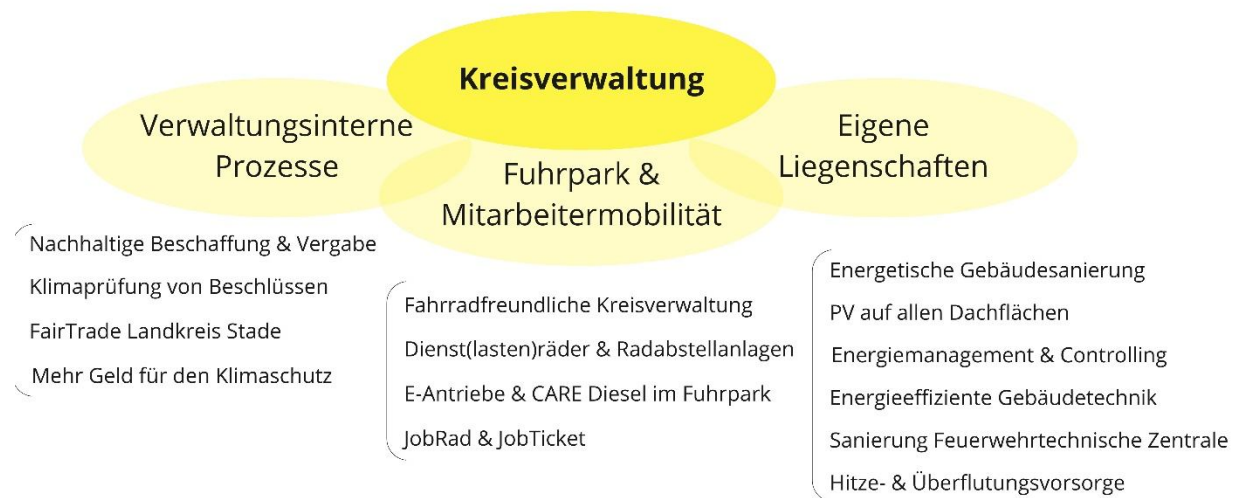 Kreisverwaltung
Verwaltungsinterne
Prozesse
Fuhrpark &
Mitarbeitermobilität
Eigene
Liegenschaften
Nachhaltige Beschaffung & Vergabe
Klimaprüfung von Beschlüssen
FairTrade Landkreis Stade
Mehr Geld für den Klimaschutz
Fahrradfreundliche Kreisverwaltung
Dienst(lasten)räder & Radabstellanlagen
E-Antriebe & CARE Diesel im Fuhrpark
JobRad & JobTicket
Energetische Gebäudesanierung
PV auf allen Dachflächen
Energiemanagement & Controlling
Energieeffiziente Gebäudetechnik
Sanierung Feuerwehrtechnische Zentrale
Hitze- & Überflutungsvorsorge